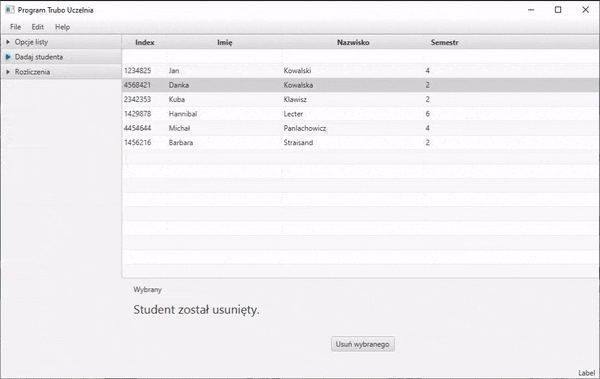 Program Trubo Uczelnia
File Edit Help
Opcje listy
Dadaj studenta
Rozliczenia
Index Imię Nazwisko Semestr
1234825 Jan Kowalski 4
4568421 Danka Kowalska 2
2342353 Kuba Klawisz 2
1429878 Hannibal Lecter 6
4454644 Michał Panlachowicz 4
1456216 Barbara Straisand 2
Wybrany
Student został usunięty.
Usuń wybranego
Label